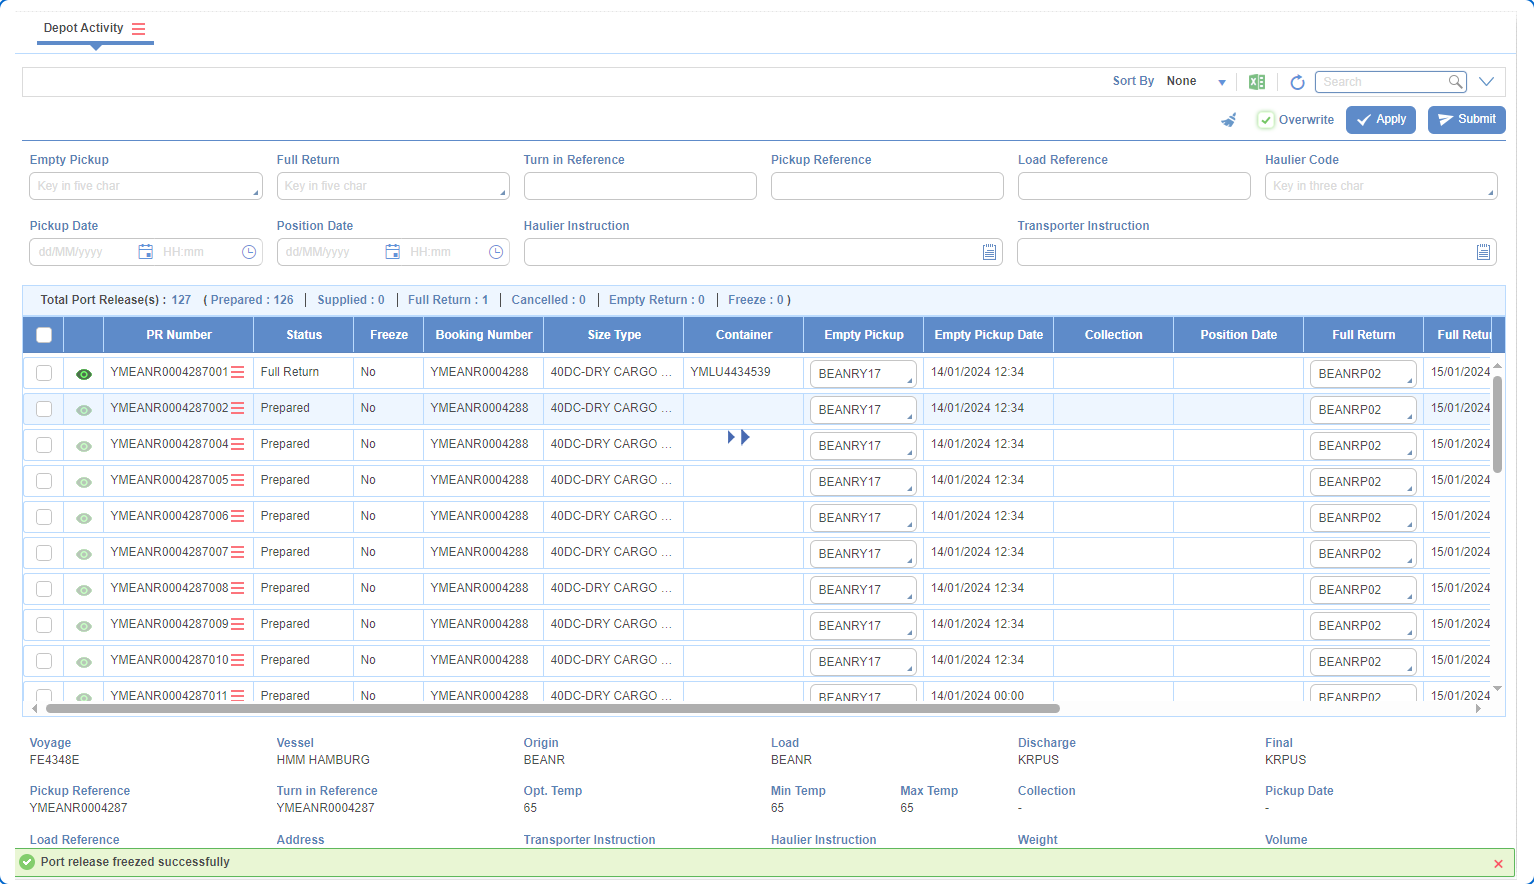 Depot Activity
Sort By None Search
Overwrite Apply Submit
Empty Pickup Full Return Turn in Reference Pickup Reference Load Reference Haulier Code
Key in five char Key in five char Key in three char
Pickup Date Position Date Haulier Instruction Transporter Instruction
dd/MM/yyyy HH:mm dd/MM/yyyy HH:mm
Total Port Release(s) : 127 ( Prepared : 126 | Supplied : 0 | Full Return : 1 | Cancelled : 0 | Empty Return : 0 | Freeze : 0 )
PR Number Status Freeze Booking Number Size Type Container Empty Pickup Empty Pickup Date Collection Position Date Full Return Full Retur
YMEANR0004287001 Full Return No YMEANR0004288 40DC-DRY CARGO ... YMLU4434539 BEANRY17 14/01/2024 12:34 BEANRP02 15/01/2024
YMEANR0004287002 Prepared No YMEANR0004288 40DC-DRY CARGO ... BEANRY17 14/01/2024 12:34 BEANRP02 15/01/2024
YMEANR0004287004 Prepared No YMEANR0004288 40DC-DRY CARGO ... BEANRY17 14/01/2024 12:34 BEANRP02 15/01/2024
YMEANR0004287005 Prepared No YMEANR0004288 40DC-DRY CARGO ... BEANRY17 14/01/2024 12:34 BEANRP02 15/01/2024
YMEANR0004287006 Prepared No YMEANR0004288 40DC-DRY CARGO ... BEANRY17 14/01/2024 12:34 BEANRP02 15/01/2024
YMEANR0004287007 Prepared No YMEANR0004288 40DC-DRY CARGO ... BEANRY17 14/01/2024 12:34 BEANRP02 15/01/2024
YMEANR0004287008 Prepared No YMEANR0004288 40DC-DRY CARGO ... BEANRY17 14/01/2024 12:34 BEANRP02 15/01/2024
YMEANR0004287009 Prepared No YMEANR0004288 40DC-DRY CARGO ... BEANRY17 14/01/2024 12:34 BEANRP02 15/01/2024
YMEANR0004287010 Prepared No YMEANR0004288 40DC-DRY CARGO ... BEANRY17 14/01/2024 12:34 BEANRP02 15/01/2024
YMEANR0004287011 Prepared No YMEANR0004288 40DC-DRY CARGO ... BEANRY17 14/01/2024 00:00 BEANRP02 15/01/2024
Voyage Vessel Origin Load Discharge Final
FE4348E HMM HAMBURG BEANR BEANR KRPUS KRPUS
Pickup Reference Turn in Reference Opt. Temp Min Temp Max Temp Collection Pickup Date
YMEANR0004287 YMEANR0004287 65 65 65 - -
Load Reference Address Transporter Instruction Haulier Instruction Weight Volume
Port release freezed successfully